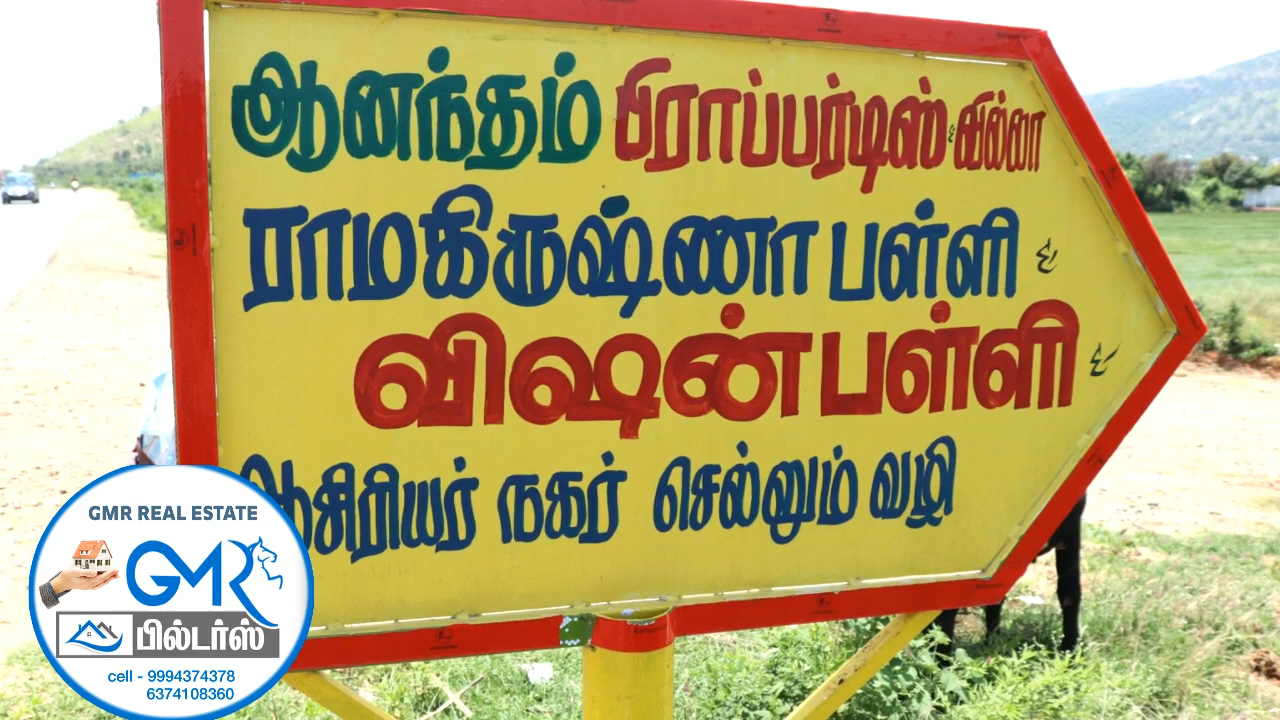 ஆனந்தம் பிராப்பர்டிஸ் & வில்லா
ராமகிருஷ்ணா பள்ளி &
விஷன் பள்ளி &
ஆசிரியர் நகர் செல்லும் வழி
GMR REAL ESTATE
GMR
பில்டர்ஸ்
cell - 9994374378
6374108360